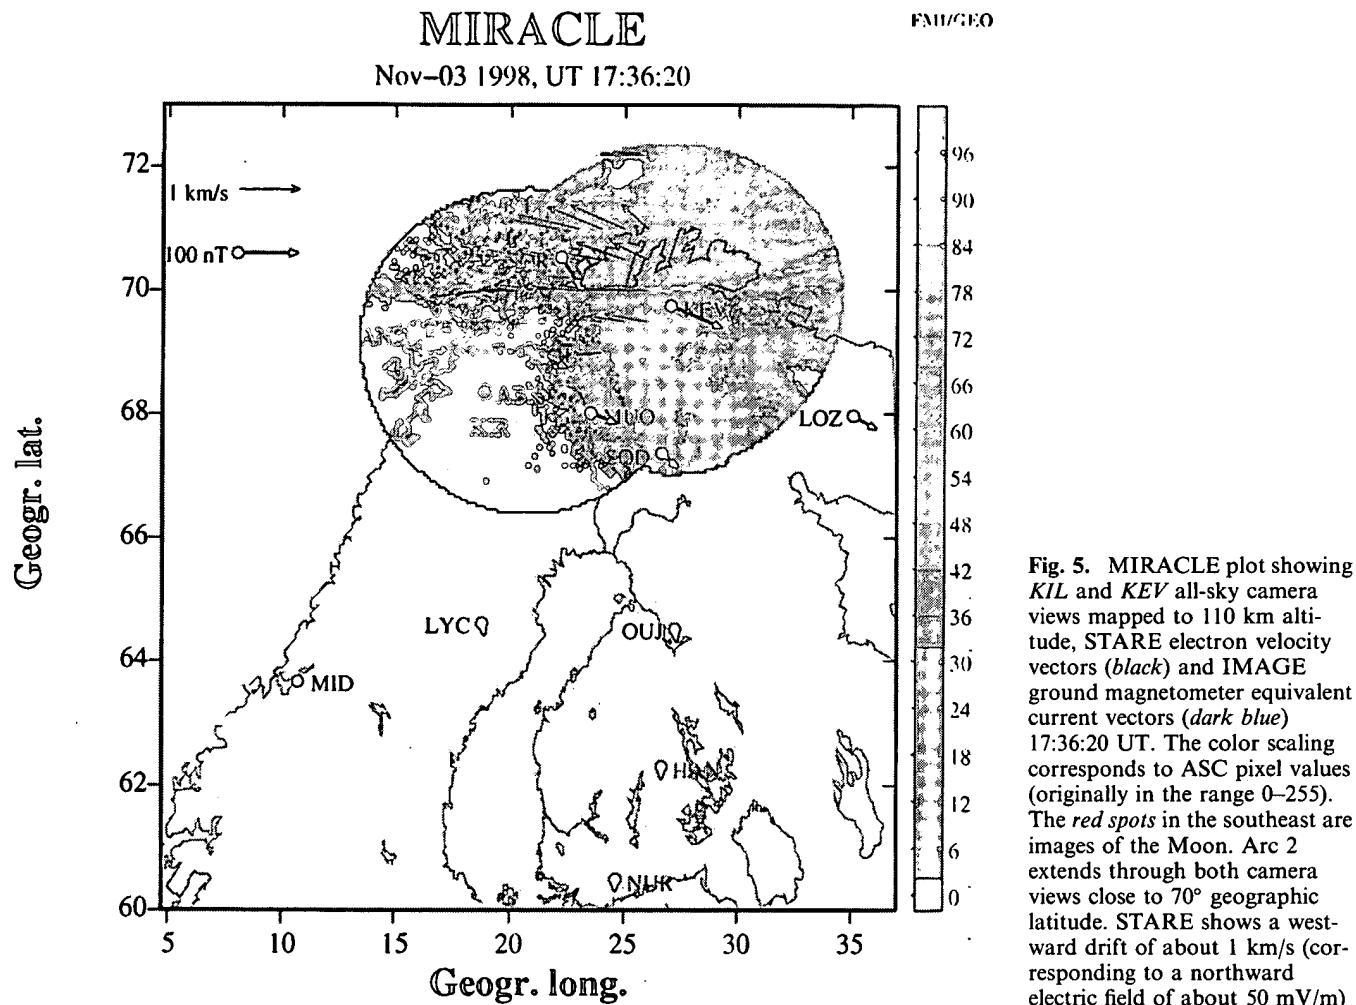 MIRACLE
FMI/GEO
Nov-03 1998, UT 17:36:20
1 km/s
100 nT
KEV
MUO
LOZ
SOD
LYC
OUJ
MID
NUR
72
70
68
66
64
62
60
5
10
15
20
25
30
35
Geogr. lat.
Geogr. long.
96
90
84
78
72
66
60
54
48
42
36
30
24
18
12
6
0
Fig. 5. MIRACLE plot showing
KIL and KEV all-sky camera
views mapped to 110 km alti-
tude, STARE electron velocity
vectors (black) and IMAGE
ground magnetometer equivalent
current vectors (dark blue)
17:36:20 UT. The color scaling
corresponds to ASC pixel values
(originally in the range 0–255).
The red spots in the southeast are
images of the Moon. Arc 2
extends through both camera
views close to 70° geographic
latitude. STARE shows a west-
ward drift of about 1 km/s (cor-
responding to a northward
electric field of about 50 mV/m)